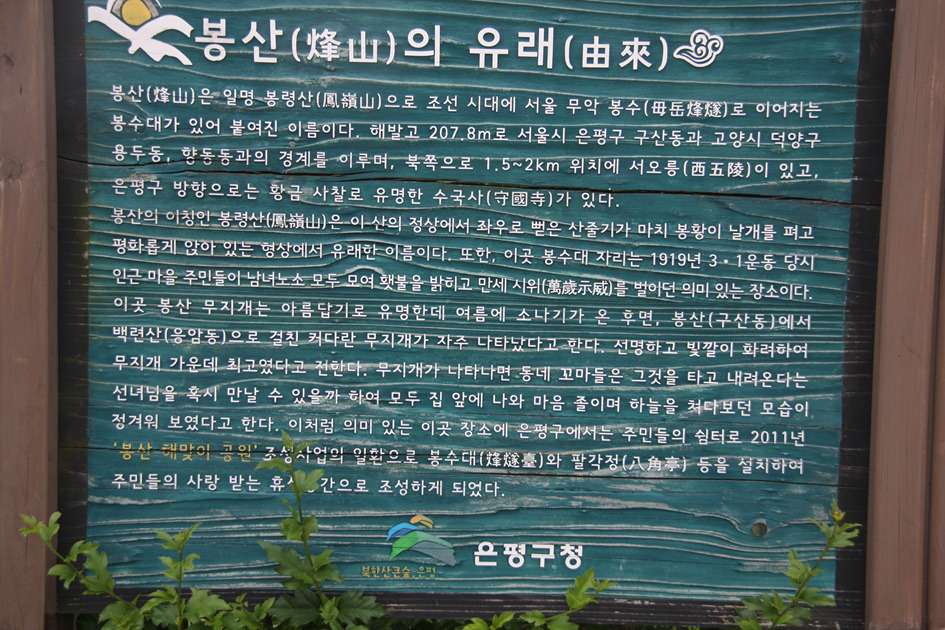 봉산(烽山)의 유래(由來)
봉산(烽山)은 일명 봉령산(鳳嶺山)으로 조선 시대에 서울 무악 봉수(毋岳烽燧)로 이어지는
봉수대가 있어 붙여진 이름이다. 해발고 207.8m로 서울시 은평구 구산동과 고양시 덕양구
용두동, 향동동과의 경계를 이루며, 북쪽으로 1.5~2km 위치에 서오릉(西五陵)이 있고,
은평구 방향으로는 황금 사찰로 유명한 수국사(守國寺)가 있다.
봉산의 이칭인 봉령산(鳳嶺山)은 이 산의 정상에서 좌우로 뻗은 산줄기가 마치 봉황이 날개를 펴고
평화롭게 앉아 있는 형상에서 유래한 이름이다. 또한, 이곳 봉수대 자리는 1919년 3·1운동 당시
인근 마을 주민들이 남녀노소 모두 모여 횃불을 밝히고 만세 시위(萬歲示威)를 벌이던 의미 있는 장소이다.
이곳 봉산 무지개는 아름답기로 유명한데 여름에 소나기가 온 후면, 봉산(구산동)에서
백련산(응암동)으로 걸친 커다란 무지개가 자주 나타났다고 한다. 선명하고 빛깔이 화려하여
무지개 가운데 최고였다고 전한다. 무지개가 나타나면 동네 꼬마들은 그것을 타고 내려온다는
선녀님을 혹시 만날 수 있을까 하여 모두 집 앞에 나와 마음 졸이며 하늘을 쳐다보던 모습이
정겨워 보였다고 한다. 이처럼 의미 있는 이곳 장소에 은평구에서는 주민들의 쉼터로 2011년
'봉산 해맞이 공원' 조성사업의 일환으로 봉수대(烽燧臺)와 팔각정(八角亭) 등을 설치하여
주민들의 사랑 받는 휴식공간으로 조성하게 되었다.
북한산큰숲, 은평
은평구청